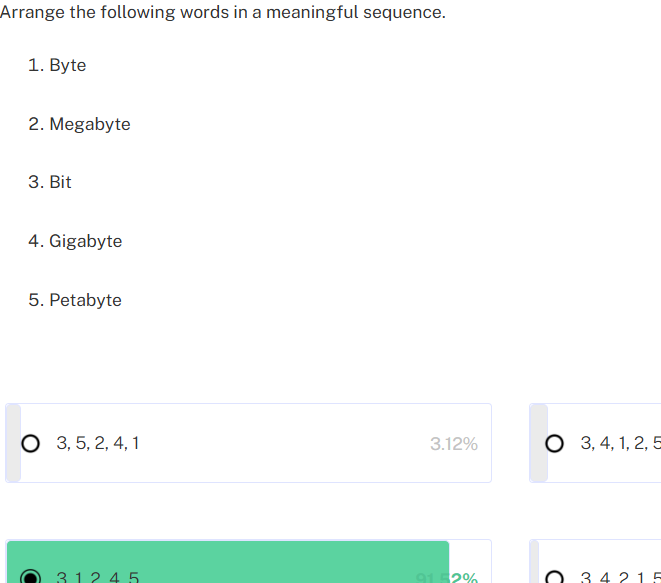 Arrange the following words in a meaningful sequence.
1. Byte
2. Megabyte
3. Bit
4. Gigabyte
5. Petabyte
3, 5, 2, 4, 1 3.12% 3, 4, 1, 2, 5
3, 1, 2, 4, 5 91.52% 3, 4, 2, 1, 5